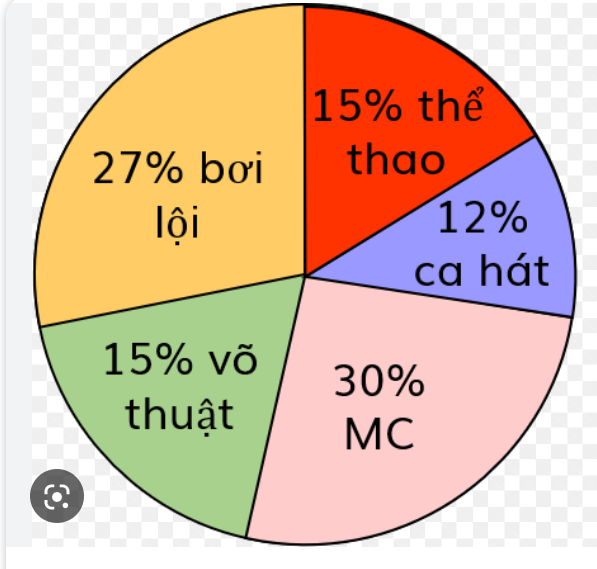 15% thể
thao
12%
ca hát
30%
MC
15% võ
thuật
27% bơi
lội